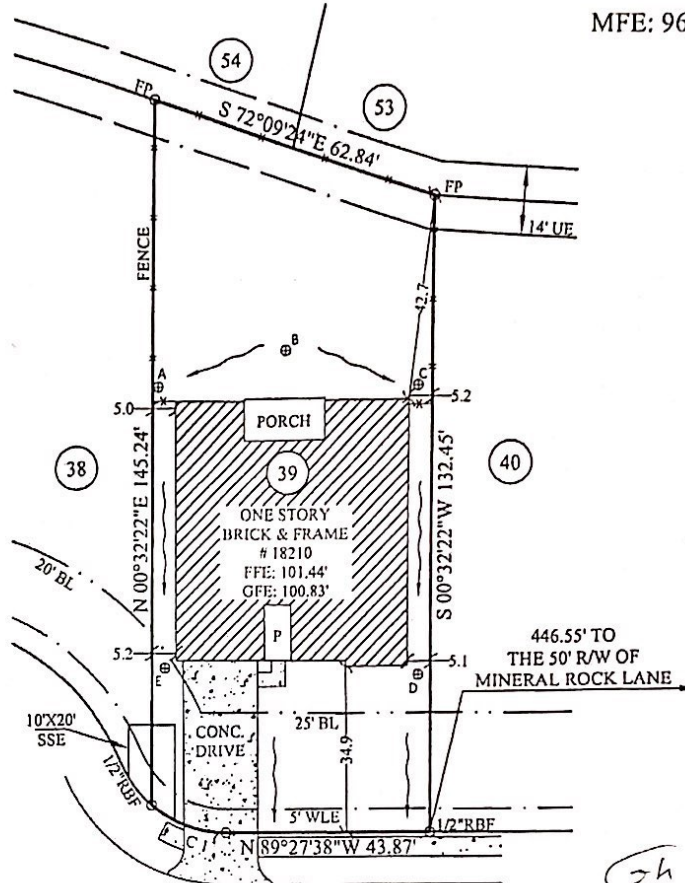 MFE: 96
54
53
FP
S 72°09'24"E 62.84'
FP
14' UE
FENCE
42.7
B
A
C
5.0
5.2
PORCH
38
39
40
N 00°32'22"E 145.24'
S 00°32'22"W 132.45'
ONE STORY
BRICK & FRAME
# 18210
FFE: 101.44'
GFE: 100.83'
20' BL
P
446.55' TO
THE 50' R/W OF
MINERAL ROCK LANE
5.2
5.1
E
D
25' BL
10'X20'
SSE
CONC.
DRIVE
34.9
1/2"RBF
5' WLE
1/2"RBF
C1
N 89°27'38"W 43.87'